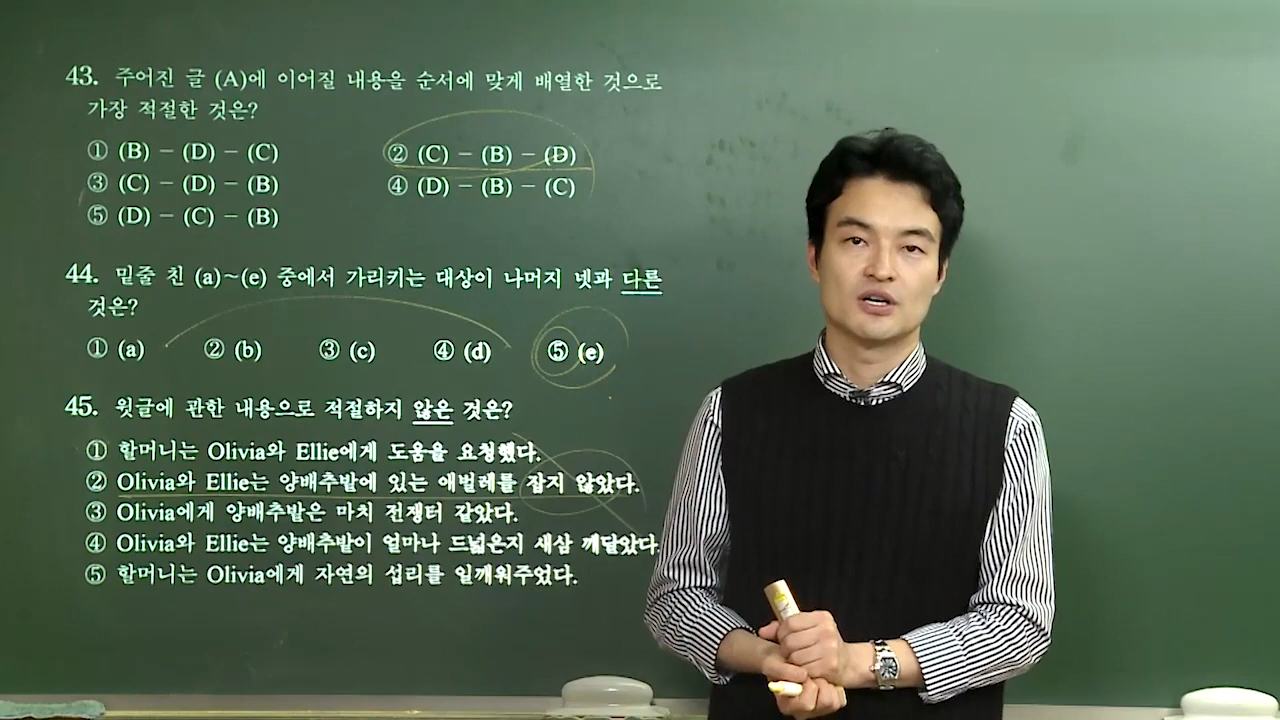 43. 주어진 글 (A)에 이어질 내용을 순서에 맞게 배열한 것으로
가장 적절한 것은?
① (B) - (D) - (C)
② (C) - (B) - (D)
③ (C) - (D) - (B)
④ (D) - (B) - (C)
⑤ (D) - (C) - (B)
44. 밑줄 친 (a)~(e) 중에서 가리키는 대상이 나머지 넷과 다른
것은?
① (a) ② (b) ③ (c) ④ (d) ⑤ (e)
45. 윗글에 관한 내용으로 적절하지 않은 것은?
① 할머니는 Olivia와 Ellie에게 도움을 요청했다.
② Olivia와 Ellie는 양배추밭에 있는 애벌레를 잡지 않았다.
③ Olivia에게 양배추밭은 마치 전쟁터 같았다.
④ Olivia와 Ellie는 양배추밭이 얼마나 드넓은지 새삼 깨달았다.
⑤ 할머니는 Olivia에게 자연의 섭리를 일깨워주었다.